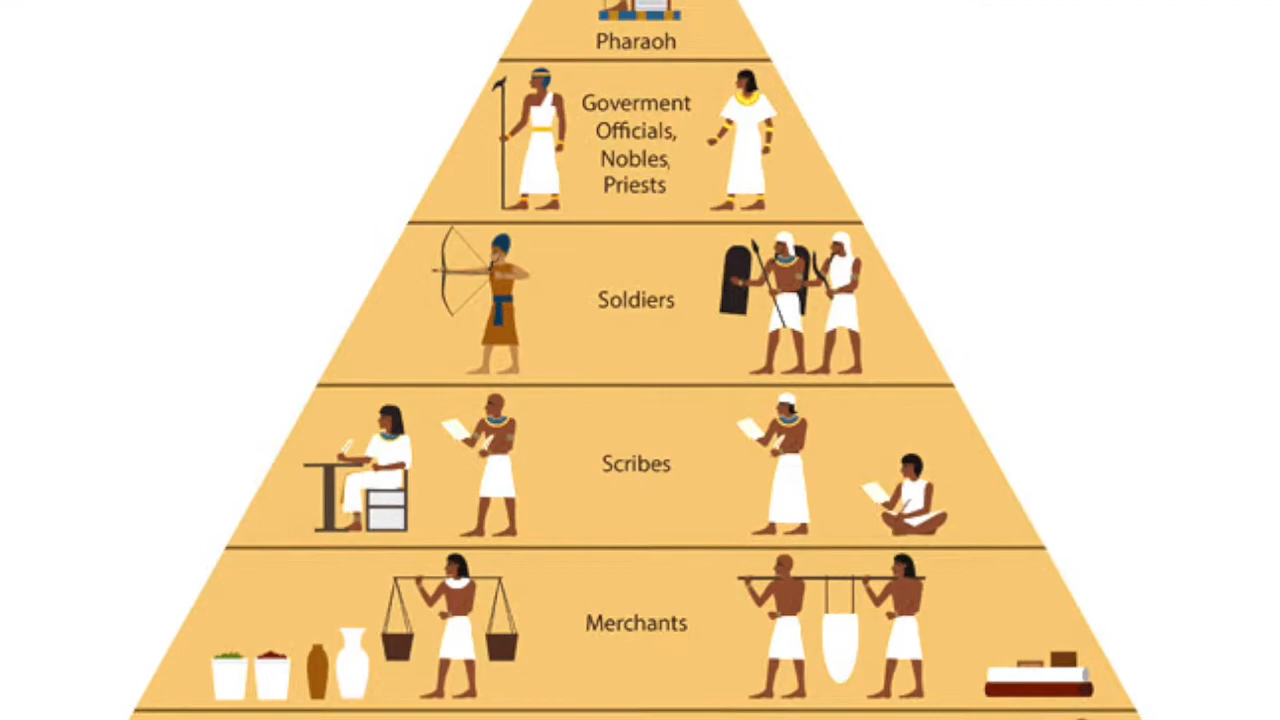 Pharaoh
Goverment
Officials,
Nobles,
Priests
Soldiers
Scribes
Merchants